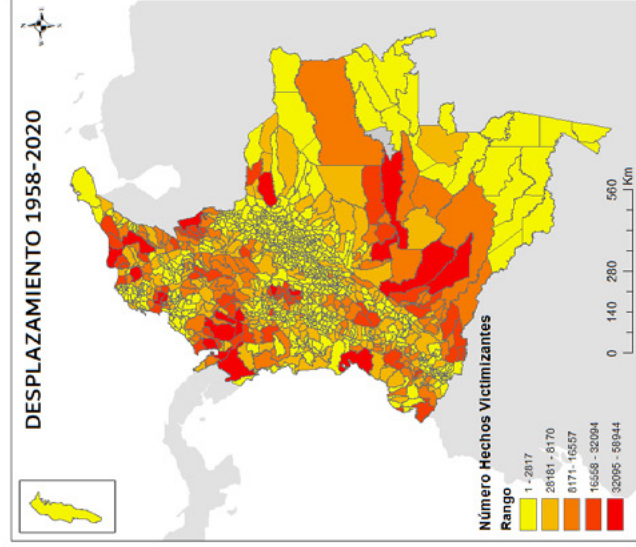 DESPLAZAMIENTO 1958-2020
Número Hechos Victimizantes
Rango
1 - 2817
28181 - 8170
8171- 16557
16558 - 32094
32095 - 58944
0 140 280 560
Km